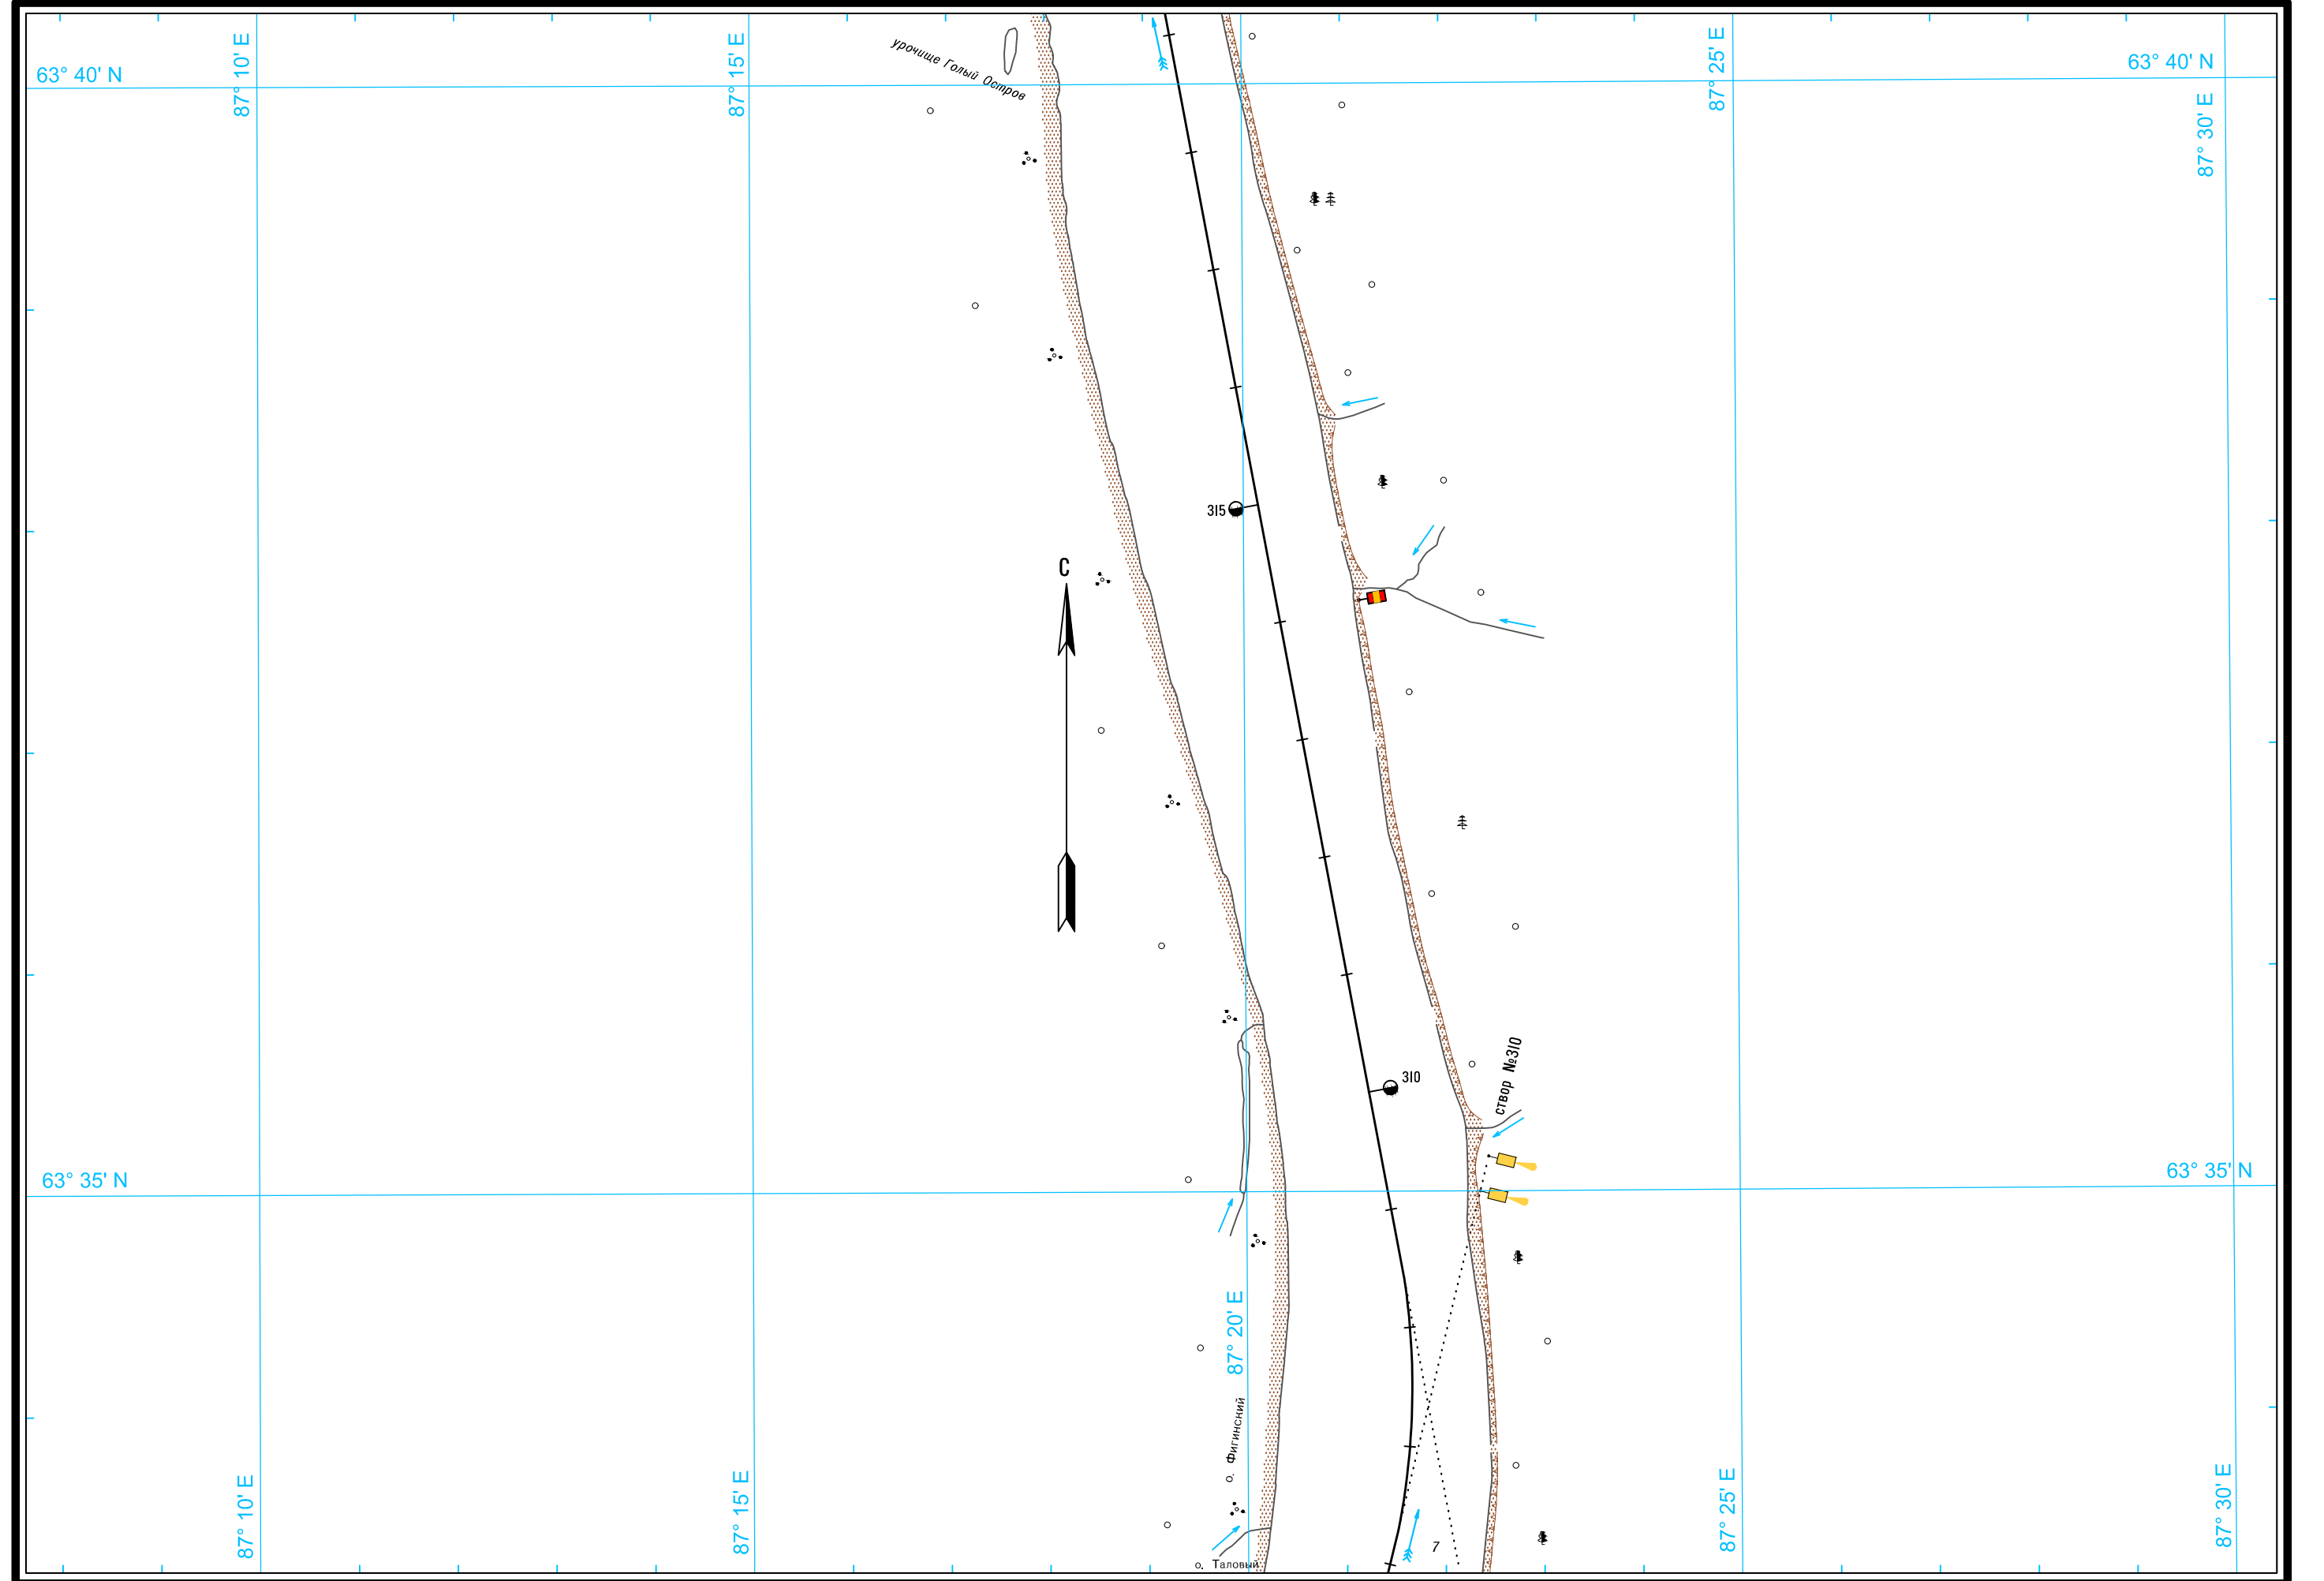 87° 10' E
87° 15' E
87° 25' E
63° 40' N
63° 40' N
87° 30' E
урочище Голый Остров
315
С
310
створ №310
63° 35' N
63° 35' N
87° 20' E
о. Фигинский
87° 10' E
87° 15' E
87° 25' E
87° 30' E
7
о. Таловый